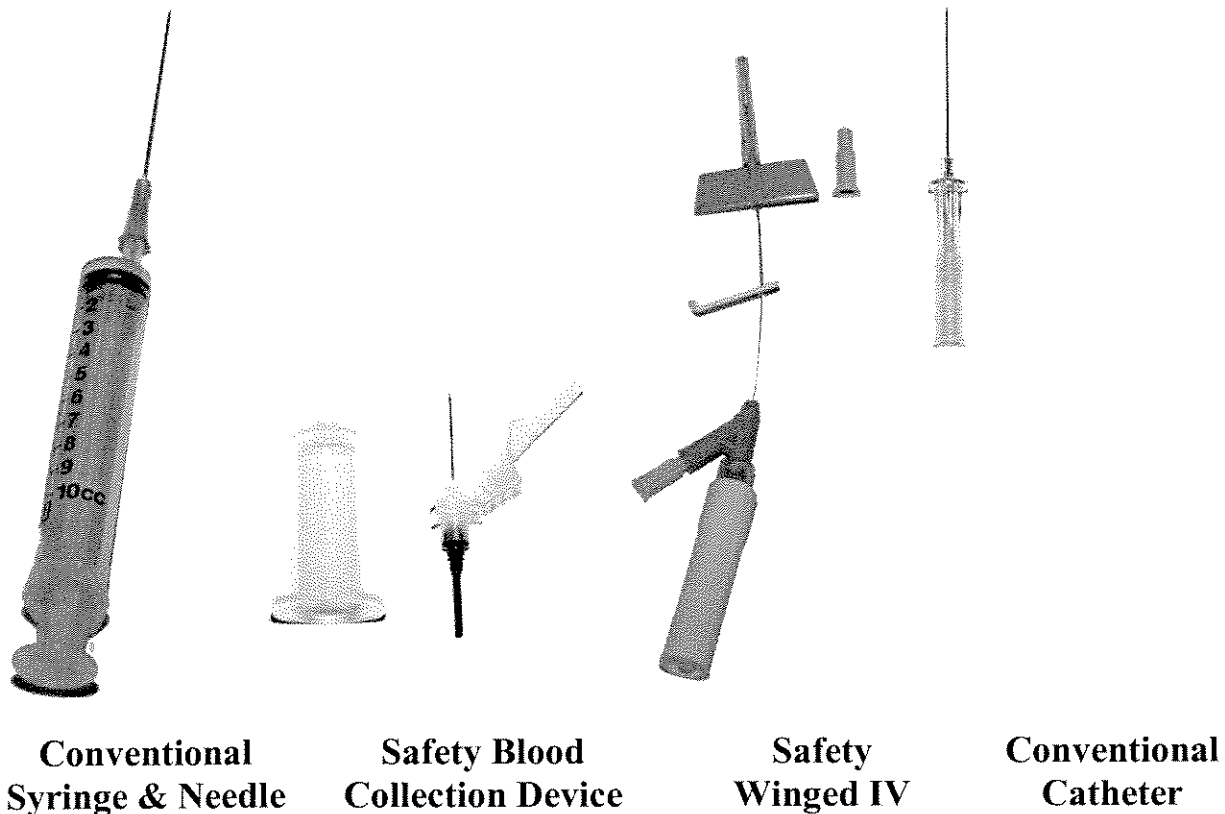 2
3
4
5
6
7
8
9
10cc
Conventional
Syringe & Needle
Safety Blood
Collection Device
Safety
Winged IV
Conventional
Catheter